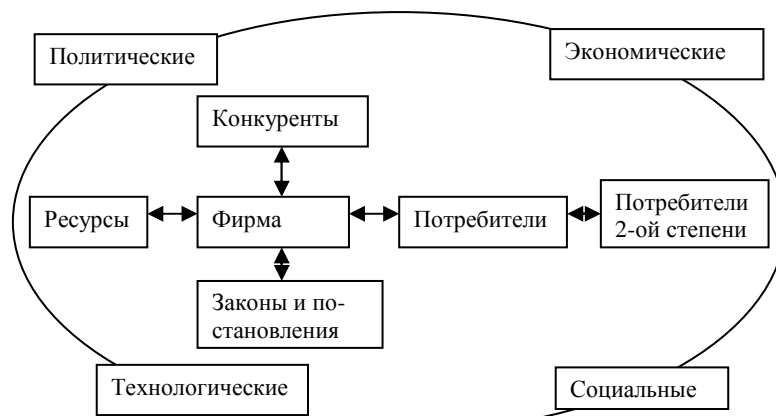 Политические
Экономические
Конкуренты
Ресурсы
Фирма
Потребители
Потребители
2-ой степени
Законы и по-
становления
Технологические
Социальные